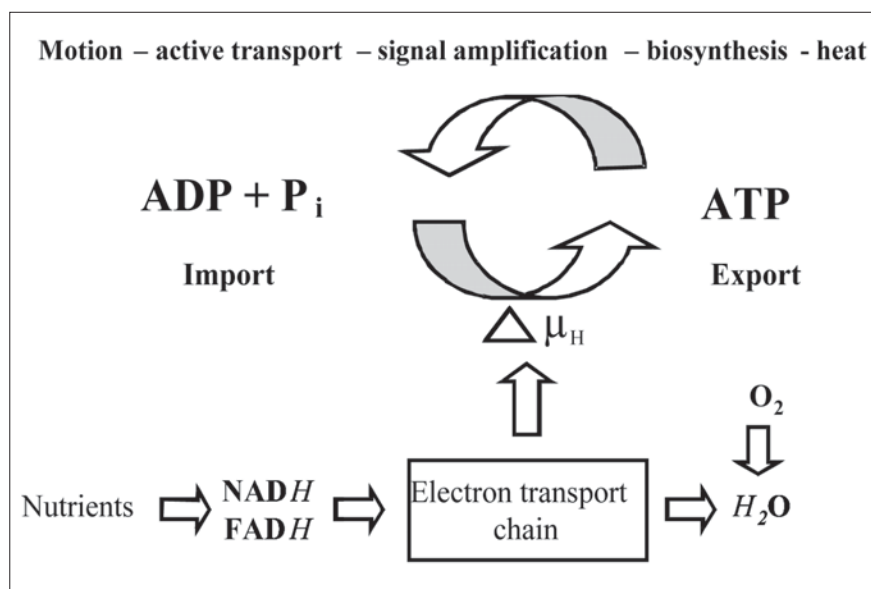 Motion – active transport – signal amplification – biosynthesis - heat
ADP + Pi
ATP
Import
Export
Δ μH
O2
Nutrients
NADH
FADH
Electron transport
chain
H2O